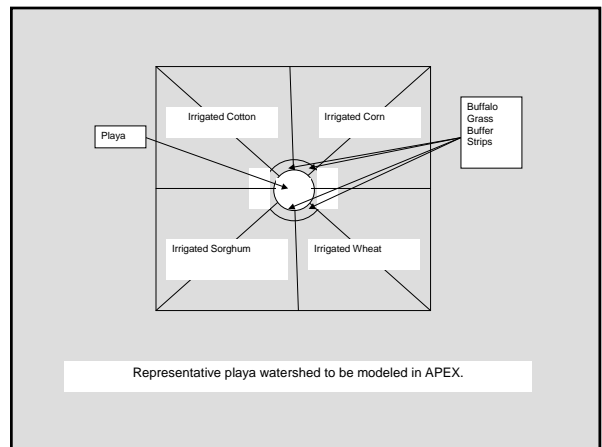 Irrigated Cotton
Irrigated Corn
Buffalo
Grass
Buffer
Strips
Playa
Irrigated Sorghum
Irrigated Wheat
Representative playa watershed to be modeled in APEX.